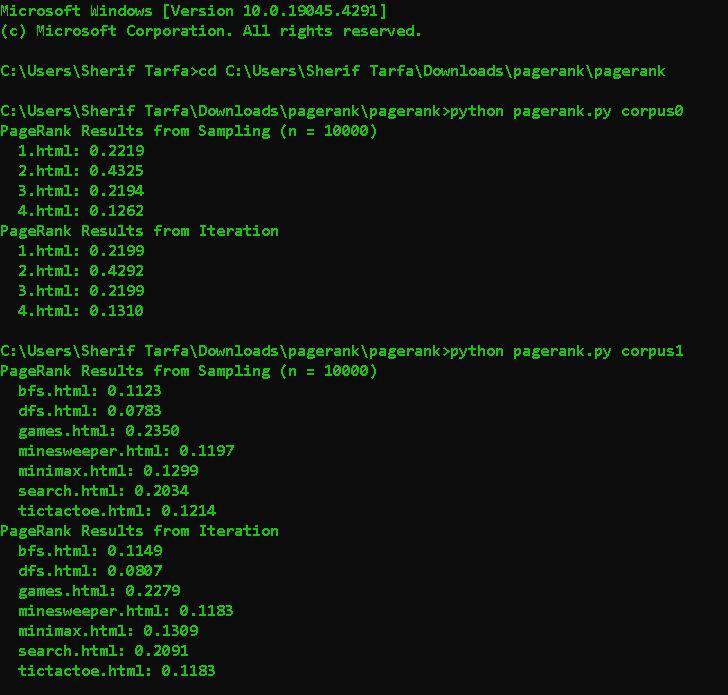 Microsoft Windows [Version 10.0.19045.4291]
(c) Microsoft Corporation. All rights reserved.
C:\Users\Sherif Tarfa>cd C:\Users\Sherif Tarfa\Downloads\pagerank\pagerank
C:\Users\Sherif Tarfa\Downloads\pagerank\pagerank>python pagerank.py corpus0
PageRank Results from Sampling (n = 10000)
  1.html: 0.2219
  2.html: 0.4325
  3.html: 0.2194
  4.html: 0.1262
PageRank Results from Iteration
  1.html: 0.2199
  2.html: 0.4292
  3.html: 0.2199
  4.html: 0.1310
C:\Users\Sherif Tarfa\Downloads\pagerank\pagerank>python pagerank.py corpus1
PageRank Results from Sampling (n = 10000)
  bfs.html: 0.1123
  dfs.html: 0.0783
  games.html: 0.2350
  minesweeper.html: 0.1197
  minimax.html: 0.1299
  search.html: 0.2034
  tictactoe.html: 0.1214
PageRank Results from Iteration
  bfs.html: 0.1149
  dfs.html: 0.0807
  games.html: 0.2279
  minesweeper.html: 0.1183
  minimax.html: 0.1309
  search.html: 0.2091
  tictactoe.html: 0.1183